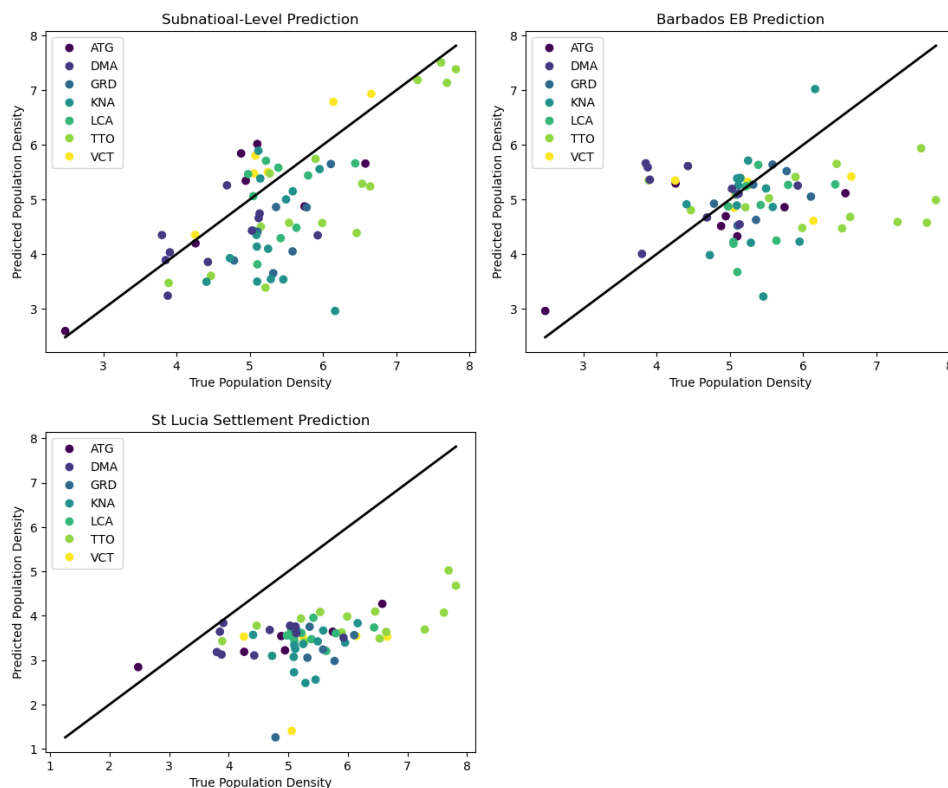 Subnatioal-Level Prediction
8
7
6
5
4
3
Predicted Population Density
ATG
DMA
GRD
KNA
LCA
TTO
VCT
3 4 5 6 7 8
True Population Density
Barbados EB Prediction
8
7
6
5
4
3
Predicted Population Density
ATG
DMA
GRD
KNA
LCA
TTO
VCT
3 4 5 6 7 8
True Population Density
St Lucia Settlement Prediction
8
7
6
5
4
3
2
1
Predicted Population Density
ATG
DMA
GRD
KNA
LCA
TTO
VCT
1 2 3 4 5 6 7 8
True Population Density